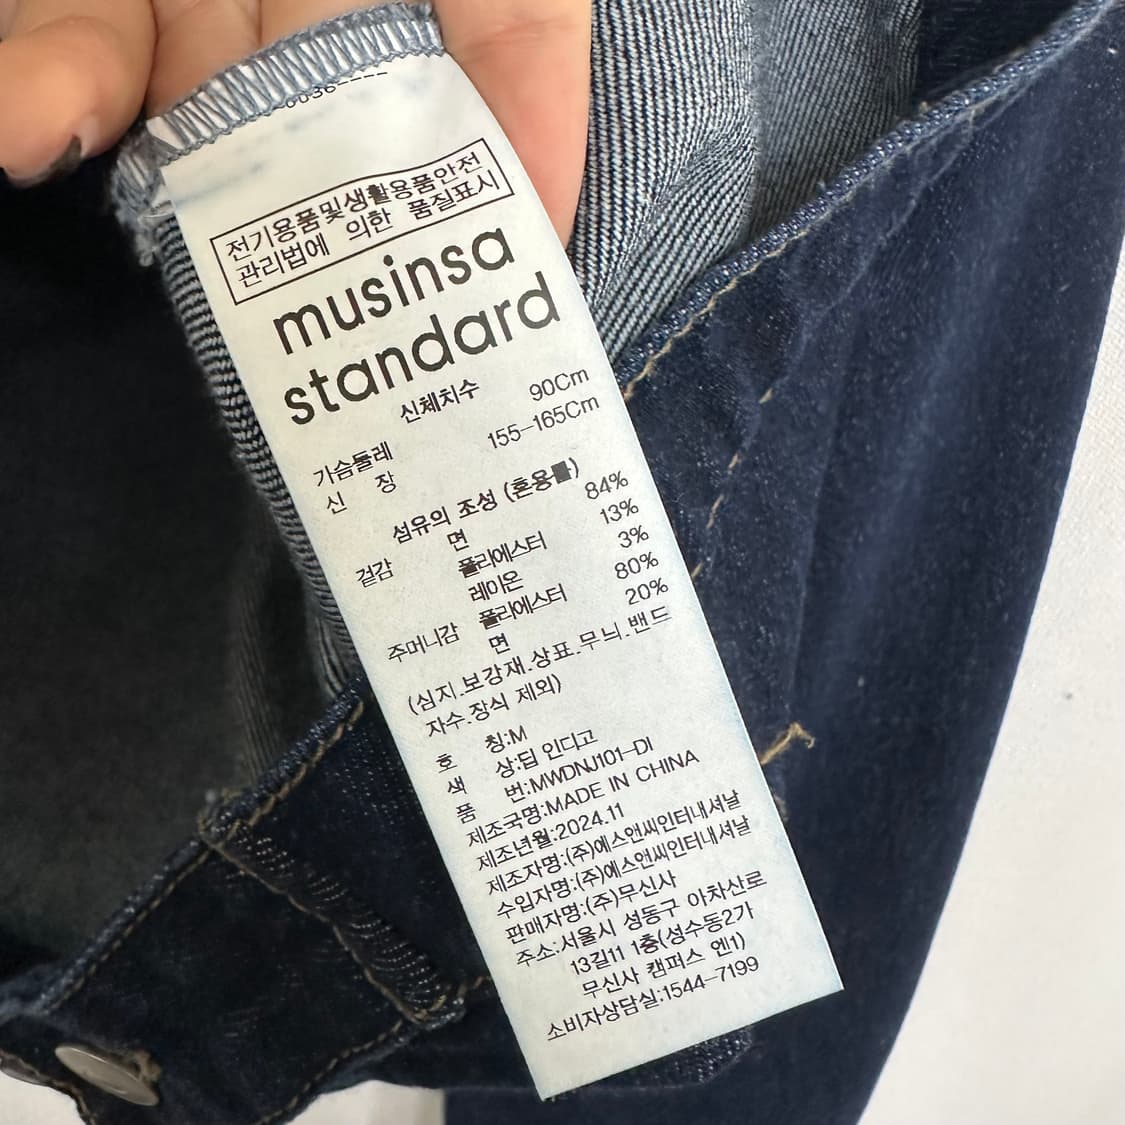 전기용품및생활용품안전
관리법에 의한 품질표시
musinsa
standard
신체치수
가슴둘레 90Cm
신 장 155-165Cm
섬유의 조성 (혼용률)
겉감 면 84%
폴리에스터 13%
레이온 3%
주머니감 폴리에스터 80%
면 20%
(심지.보강재.상표.무늬.밴드
자수.장식 제외)
호 칭:M
색 상:딥 인디고
품 번:MWDNJ101-DI
제조국명:MADE IN CHINA
제조년월:2024.11
제조자명:(주)에스앤씨인터내셔날
수입자명:(주)에스앤씨인터내셔날
판매자명:(주)무신사
주소:서울시 성동구 아차산로
13길11 1층(성수동2가
무신사 캠퍼스 엔1)
소비자상담실:1544-7199